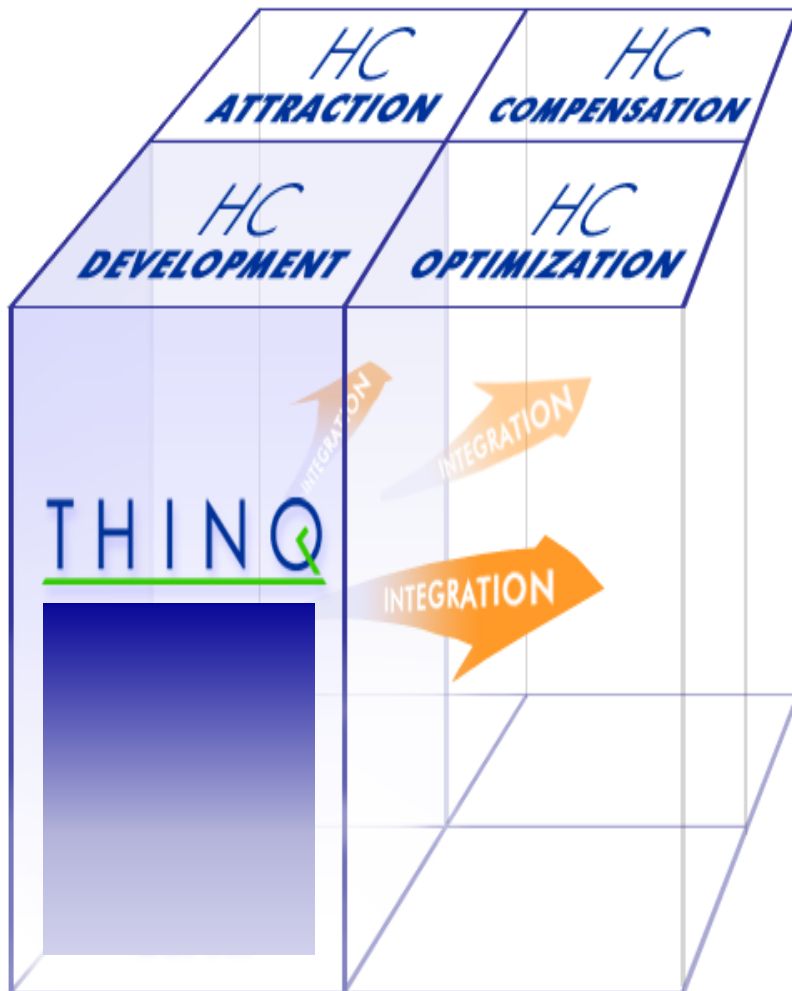 HC
ATTRACTION
HC
COMPENSATION
HC
DEVELOPMENT
HC
OPTIMIZATION
INTEGRATION
INTEGRATION
THINQ
INTEGRATION